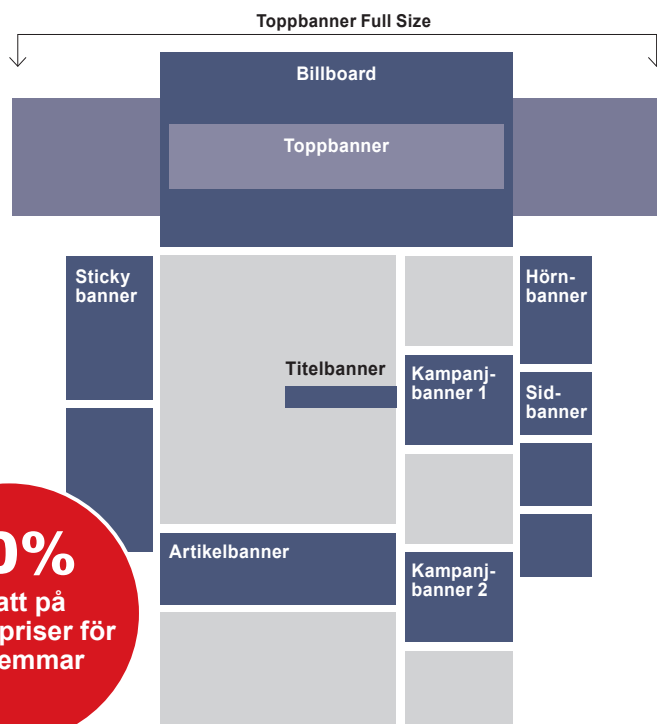 Toppbanner Full Size
Billboard
Toppbanner
Sticky
banner
Hörn-
banner
Titelbanner
Kampanj-
banner 1
Sid-
banner
Artikelbanner
Kampanj-
banner 2
0%
att på
priser för
emmar